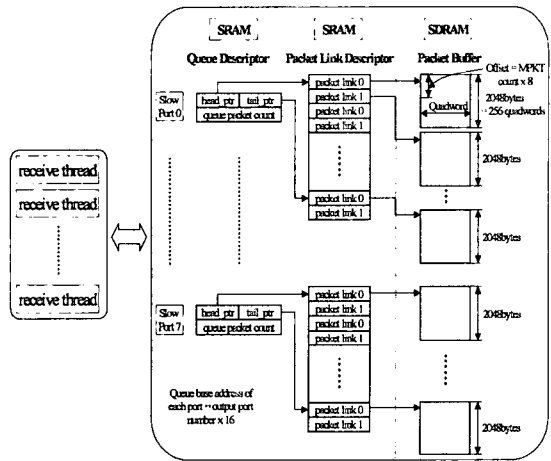 SRAM
SRAM
SDRAM
Queue Descriptor
Packet Link Descriptor
Packet Buffer
Offset = MPKT
count x 8
Slow
Port 0
head_ptr
tail_ptr
queue packet count
packet link 0
packet link 1
packet link 0
packet link 1
packet link 0
packet link 1
Quadword
2048bytes
256 quadwords
2048bytes
2048bytes
receive thread
receive thread
receive thread
Slow
Port 7
head_ptr
tail_ptr
queue packet count
packet link 0
packet link 1
packet link 0
packet link 1
packet link 0
packet link 1
2048bytes
2048bytes
Queue base address of
each port = output port
number x 16